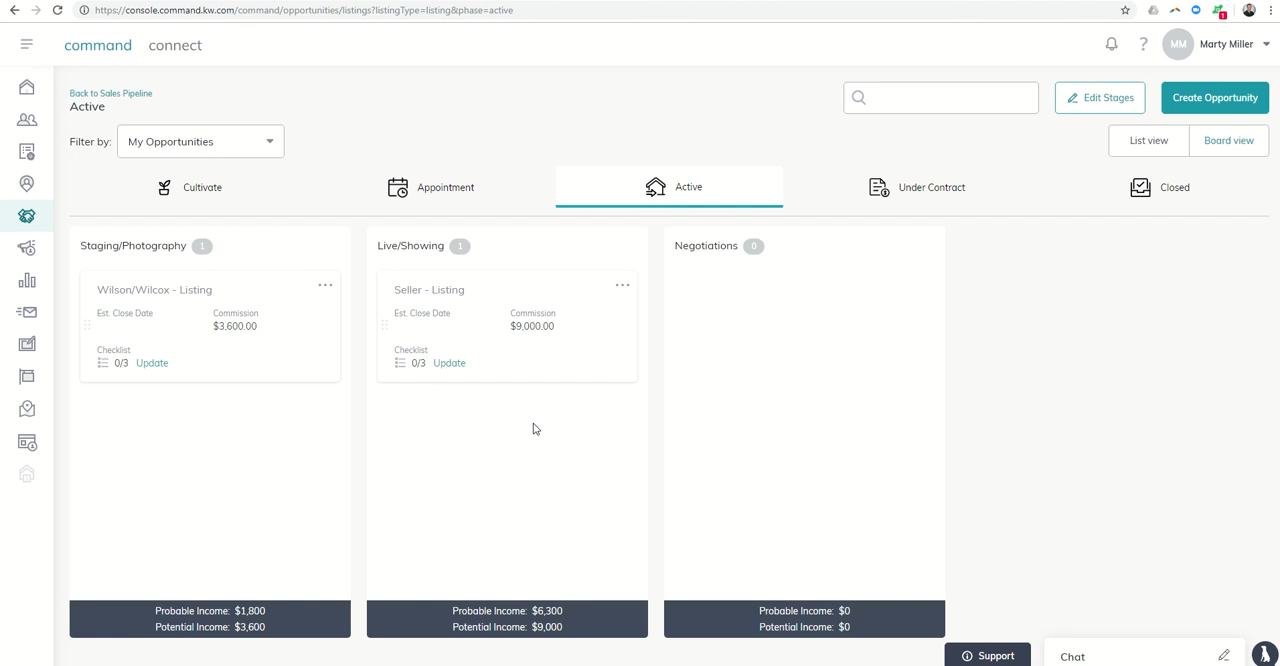 https://console.command.kw.com/command/opportunities/listings?listingType=listing&phase=active
1
command connect
? MM Marty Miller
Back to Sales Pipeline
Active
Edit Stages
Create Opportunity
Filter by: My Opportunities
List view
Board view
Cultivate
Appointment
Active
Under Contract
Closed
Staging/Photography 1
Wilson/Wilcox - Listing
Est. Close Date Commission
$3,600.00
Checklist
0/3 Update
Probable Income: $1,800
Potential Income: $3,600
Live/Showing 1
Seller - Listing
Est. Close Date Commission
$9,000.00
Checklist
0/3 Update
Probable Income: $6,300
Potential Income: $9,000
Negotiations 0
Probable Income: $0
Potential Income: $0
Support
Chat